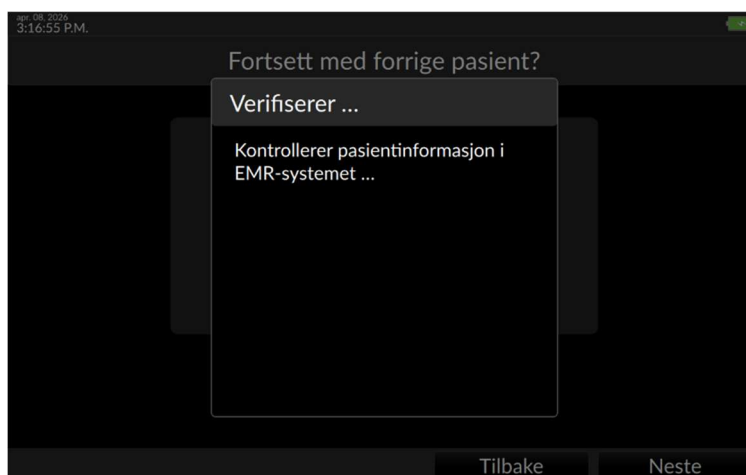 apr. 08, 2026
3:16:55 P.M.
Fortsett med forrige pasient?
Verifiserer ...
Kontrollerer pasientinformasjon i
EMR-systemet ...
Tilbake
Neste